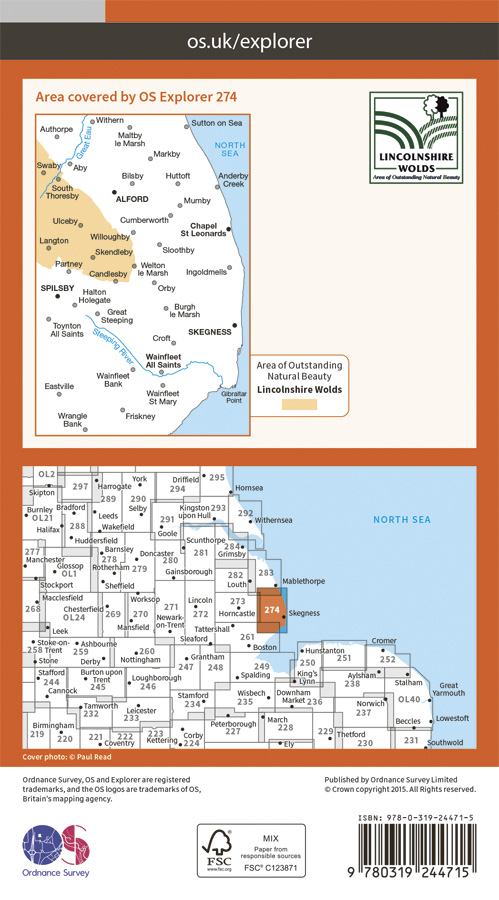 os.uk/explorer
Area covered by OS Explorer 274
Withern
Authorpe
Great Eau
Maltby
le Marsh
Sutton on Sea
NORTH
SEA
Markby
Swaby
Aby
Bilsby
Huttoft
Anderby
Creek
South
Thoresby
ALFORD
Mumby
Ulceby
Cumberworth
Chapel
St Leonards
Willoughby
Langton
Skendleby
Sloothby
Partney
Welton
le Marsh
Ingoldmells
Candlesby
Orby
SPILSBY
Halton
Holegate
Burgh
le Marsh
Great
Steeping
Toynton
All Saints
SKEGNESS
Steeping River
Croft
Wainfleet
All Saints
Wainfleet
Bank
Eastville
Wainfleet
St Mary
Gibraltar
Point
Friskney
Wrangle
Bank
LINCOLNSHIRE
WOLDS
Area of Outstanding Natural Beauty
Area of Outstanding
Natural Beauty
Lincolnshire Wolds
OL2
Skipton
297
Harrogate
289
York
290
Driffield
294
295
Hornsea
Burnley
OL21
Bradford
288
Leeds
Selby
291
Kingston
upon Hull
293
292
Withernsea
NORTH SEA
Halifax
Wakefield
Goole
Huddersfield
Scunthorpe
281
284
Grimsby
277
Manchester
Barnsley
278
Doncaster
280
Glossop
OL1
Rotherham
279
Gainsborough
282
Louth
283
Mablethorpe
Stockport
Sheffield
Macclesfield
Worksop
268
Chesterfield
OL24
269
270
271
Lincoln
272
273
Horncastle
274
Skegness
Mansfield
Newark-
on-Trent
Leek
Tattershall
Sleaford
261
Boston
Stoke-on-
Trent
258
Ashbourne
259
260
Nottingham
Hunstanton
250
251
Cromer
252
Stone
Derby
247
Grantham
248
249
Stafford
244
Burton upon
Trent
245
Loughborough
246
Spalding
King's
Lynn
Aylsham
238
Great
Yarmouth
Cannock
Stamford
234
Wisbech
235
Downham
Market
236
Norwich
237
OL40
Tamworth
232
Leicester
233
Peterborough
227
March
228
Beccles
Lowestoft
Birmingham
219
220
221
222
Coventry
223
Kettering
Corby
224
Ely
229
Thetford
230
231
Southwold
Cover photo: © Paul Read
Ordnance Survey, OS and Explorer are registered
trademarks, and the OS logos are trademarks of OS,
Britain's mapping agency.
Published by Ordnance Survey Limited
© Crown copyright 2015. All Rights reserved.
OS
Ordnance Survey
FSC
www.fsc.org
MIX
Paper from
responsible sources
FSC® C123871
ISBN: 978-0-319-24471-5
9 780319 244715